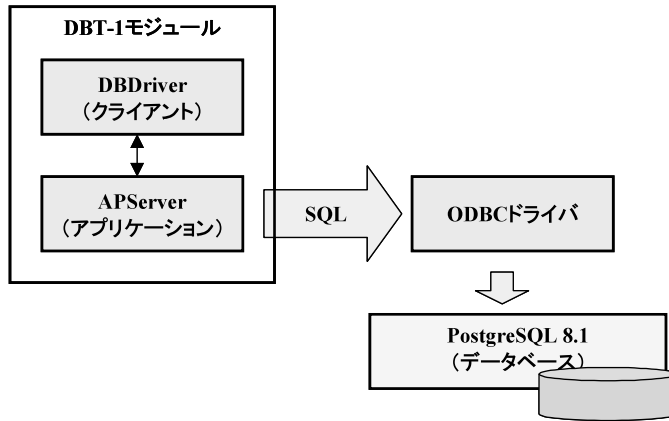 DBT-1モジュール
DBDriver
（クライアント）
APServer
（アプリケーション）
SQL
ODBCドライバ
PostgreSQL 8.1
（データベース）